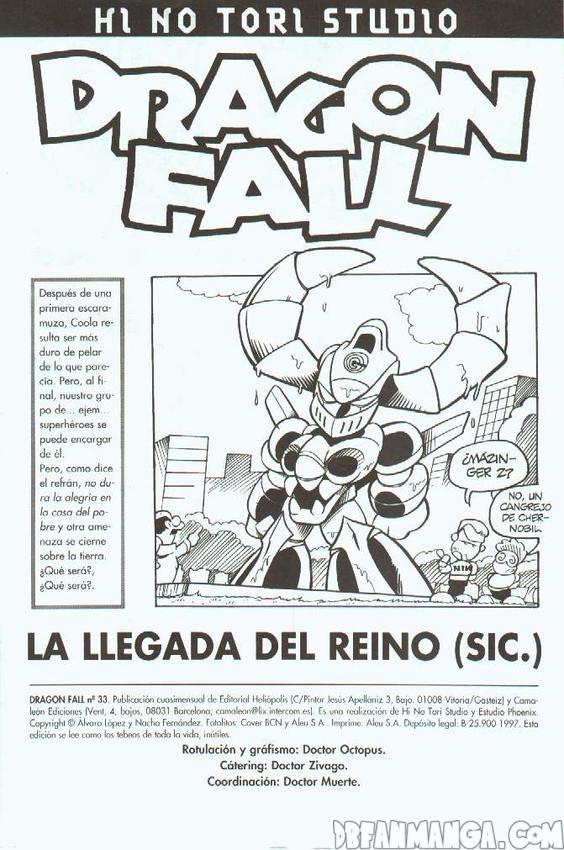 HI NO TORI STUDIO
DRAGON
FALL
Después de una
primera escara-
muza, Coola re-
sulta ser más
duro de pelar
de lo que pare-
cía. Pero, al fi-
nal, nuestro gru-
po de... ejem...
superhéroes se
puede encargar
de él.
Pero, como dice
el refrán, no du-
ra la alegría en
la casa del po-
bre y otra ame-
naza se cierne
sobre la tierra.
¿Qué será?,
¿Qué será?.
G
¿MÁZIN-
GER Z?
NO, UN
CANGREJO
DE CHER-
NOBIL.
NIN
LA LLEGADA DEL REINO (SIC.)
DRAGON FALL nº 33. Publicación cuasimensual de Editorial Heliópolis (C/Pintor Jesús Apellániz 3, Bajo. 01008-Vitoria/Gasteiz) y Cama-
león Ediciones (Vent, 4, bajos, 08031 Barcelona; camaleon@lix.intercom.es). Es una realización de Hi No Tori Studio y Estudio Phoenix.
Copyright © Álvaro López y Nacho Fernández. Fotolitos: Cover BCN y Aleu S.A. Imprime: Aleu S.A. Depósito legal: B-25.900 1997. Esta
edición se lee como los tebeos de toda la vida, inútiles.
Rotulación y gráfismo: Doctor Octopus.
Cátering: Doctor Zivago.
Coordinación: Doctor Muerte.
DBFANMANGA.COM